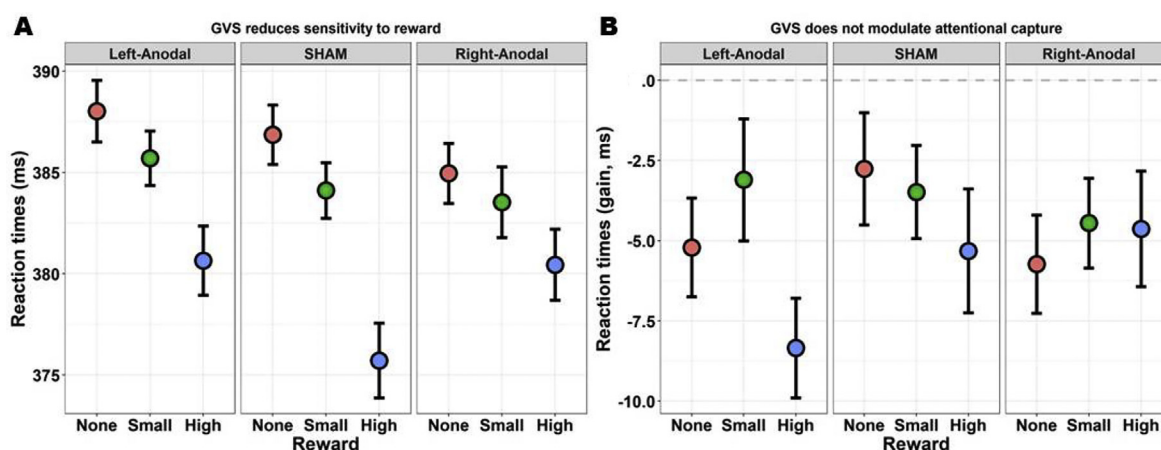 A
GVS reduces sensitivity to reward
Left-Anodal SHAM Right-Anodal
Reaction times (ms)
390
385
380
375
None Small High None Small High None Small High
Reward
B
GVS does not modulate attentional capture
Left-Anodal SHAM Right-Anodal
Reaction times (gain, ms)
.0
-2.5
-5.0
-7.5
-10.0
None Small High None Small High None Small High
Reward